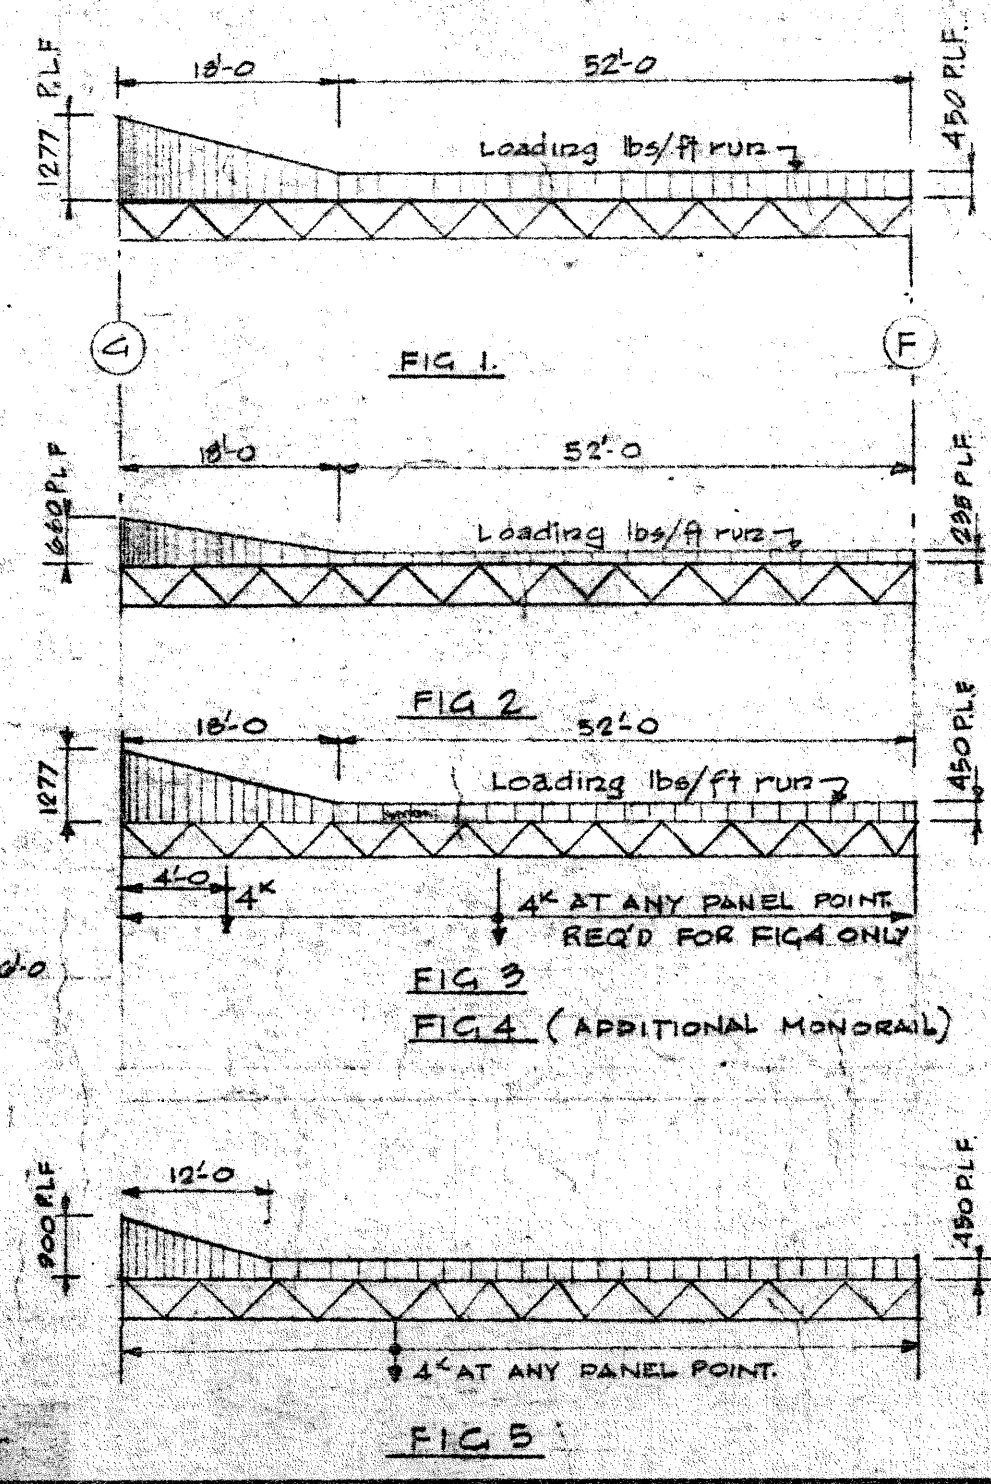 18'-0 52'-0
1277 P.L.F 450 P.L.F.
Loading lbs/ft run
G F
FIG 1.
18'-0 52'-0
660 P.L.F 235 P.L.F.
Loading lbs/ft run
FIG 2
18'-0 52'-0
1277 450 P.L.F
Loading lbs/ft run
4'-0 4K
4K AT ANY PANEL POINT.
REQ'D FOR FIG 4 ONLY
FIG 3
FIG 4 (ADDITIONAL MONORAIL)
12'-0
900 P.L.F 450 P.L.F.
4K AT ANY PANEL POINT.
FIG 5